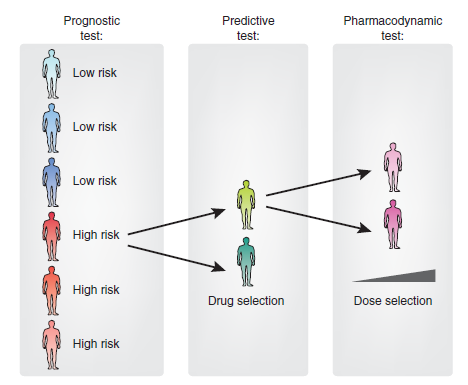 Prognostic
test:
Low risk
Low risk
Low risk
High risk
High risk
High risk
Predictive
test:
Drug selection
Pharmacodynamic
test:
Dose selection